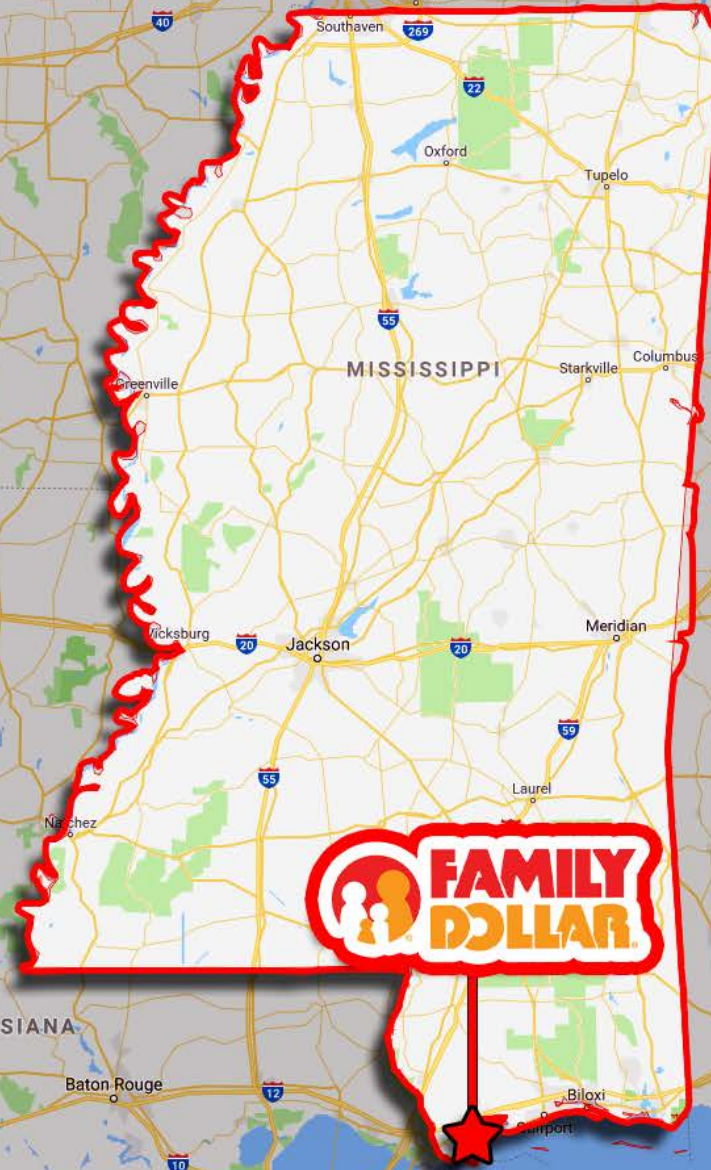 40
Southaven
269
22
Oxford
Tupelo
55
MISSISSIPPI
Columbus
Starkville
Greenville
Vicksburg
20
Jackson
20
Meridian
59
55
Laurel
Natchez
FAMILY
DOLLAR
SIANA
Baton Rouge
12
Biloxi
Gulfport
10